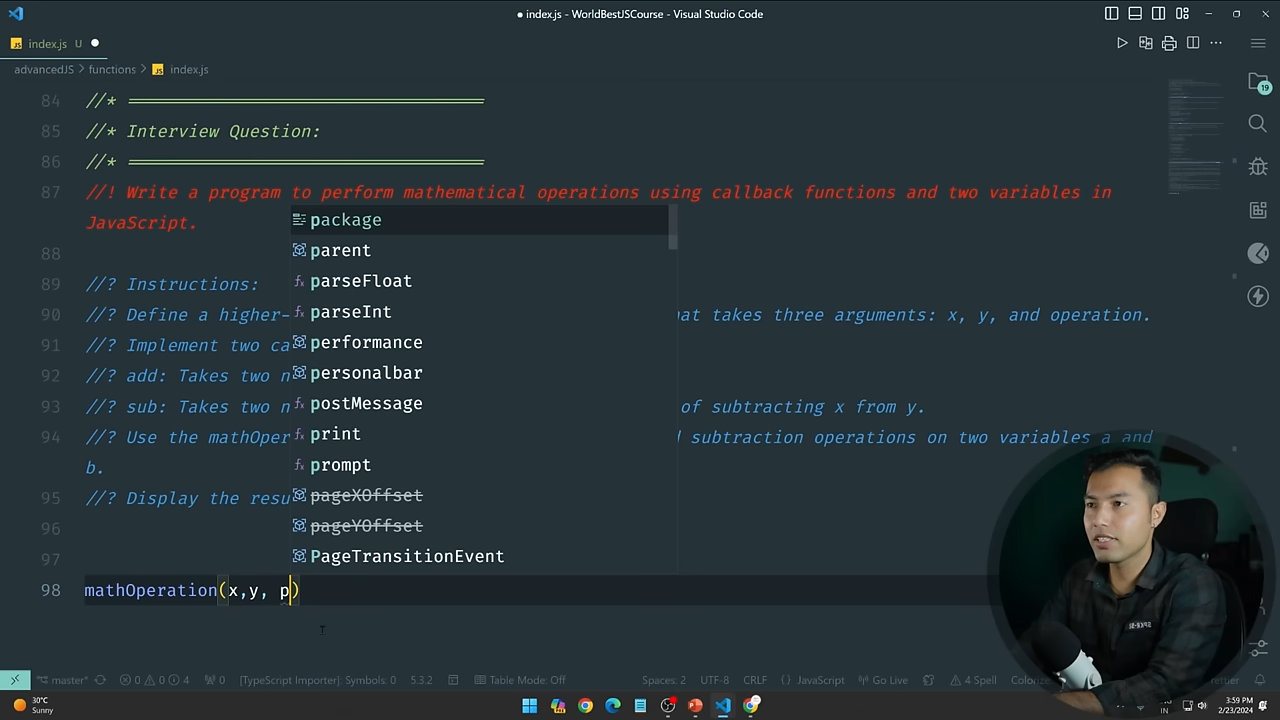 index.js - WorldBestJSCourse - Visual Studio Code
index.js U
advancedJS > functions > index.js
84 //* ===================================
85 //* Interview Question:
86 //* ===================================
87 //! Write a program to perform mathematical operations using callback functions and two variables in
JavaScript.
88
89 //? Instructions:
90 //? Define a higher- at takes three arguments: x, y, and operation.
91 //? Implement two ca
92 //? add: Takes two n
93 //? sub: Takes two n of subtracting x from y.
94 //? Use the mathOper subtraction operations on two variables a and
b.
95 //? Display the resu
96
97
98 mathOperation(x,y, p)
package
parent
parseFloat
parseInt
performance
personalbar
postMessage
print
prompt
pageXOffset
pageYOffset
PageTransitionEvent
19
master* 0 0 4 0 [TypeScript Importer]: Symbols: 0 5.3.2 Table Mode: Off Spaces: 2 UTF-8 CRLF {} JavaScript Go Live 4 Spell Coloriz
30°C
Sunny
IN
3:59 PM
2/23/2024